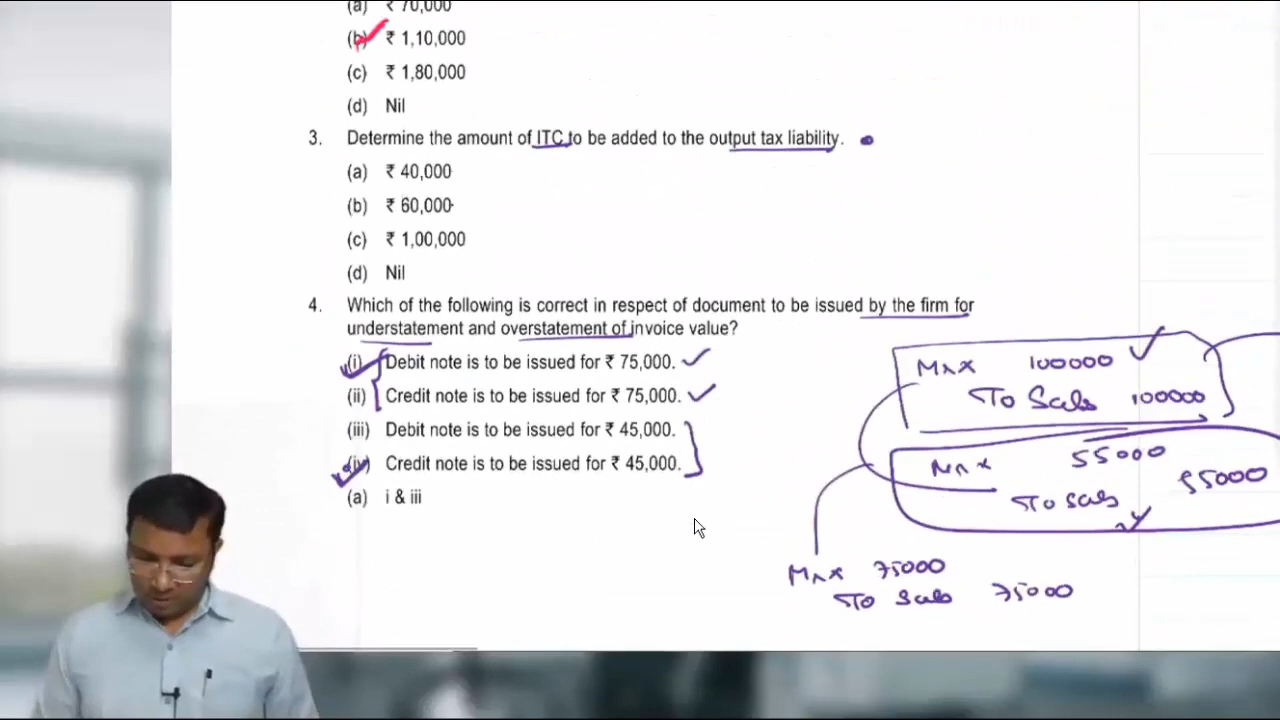 (a) ₹ 70,000
(b) ₹ 1,10,000
(c) ₹ 1,80,000
(d) Nil
3. Determine the amount of ITC to be added to the output tax liability.
(a) ₹ 40,000
(b) ₹ 60,000
(c) ₹ 1,00,000
(d) Nil
4. Which of the following is correct in respect of document to be issued by the firm for
understatement and overstatement of invoice value?
(i) Debit note is to be issued for ₹ 75,000.
(ii) Credit note is to be issued for ₹ 75,000.
(iii) Debit note is to be issued for ₹ 45,000.
(iv) Credit note is to be issued for ₹ 45,000.
(a) i & iii
100000
To Sales 100000
55000
To Sales 55000
75000
To Sales 75000